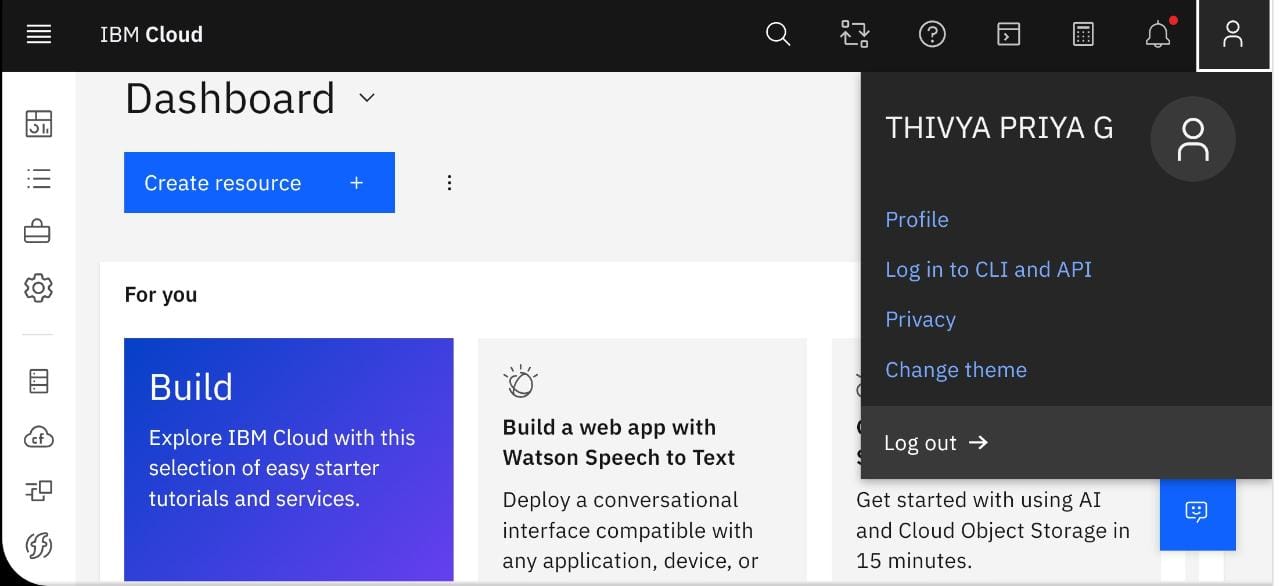 IBM Cloud
Dashboard
Create resource +
THIVYA PRIYA G
Profile
Log in to CLI and API
Privacy
Change theme
Log out →
For you
Build
Explore IBM Cloud with this
selection of easy starter
tutorials and services.
Build a web app with
Watson Speech to Text
Deploy a conversational
interface compatible with
any application, device, or
Get started with using AI
and Cloud Object Storage in
15 minutes.
cf